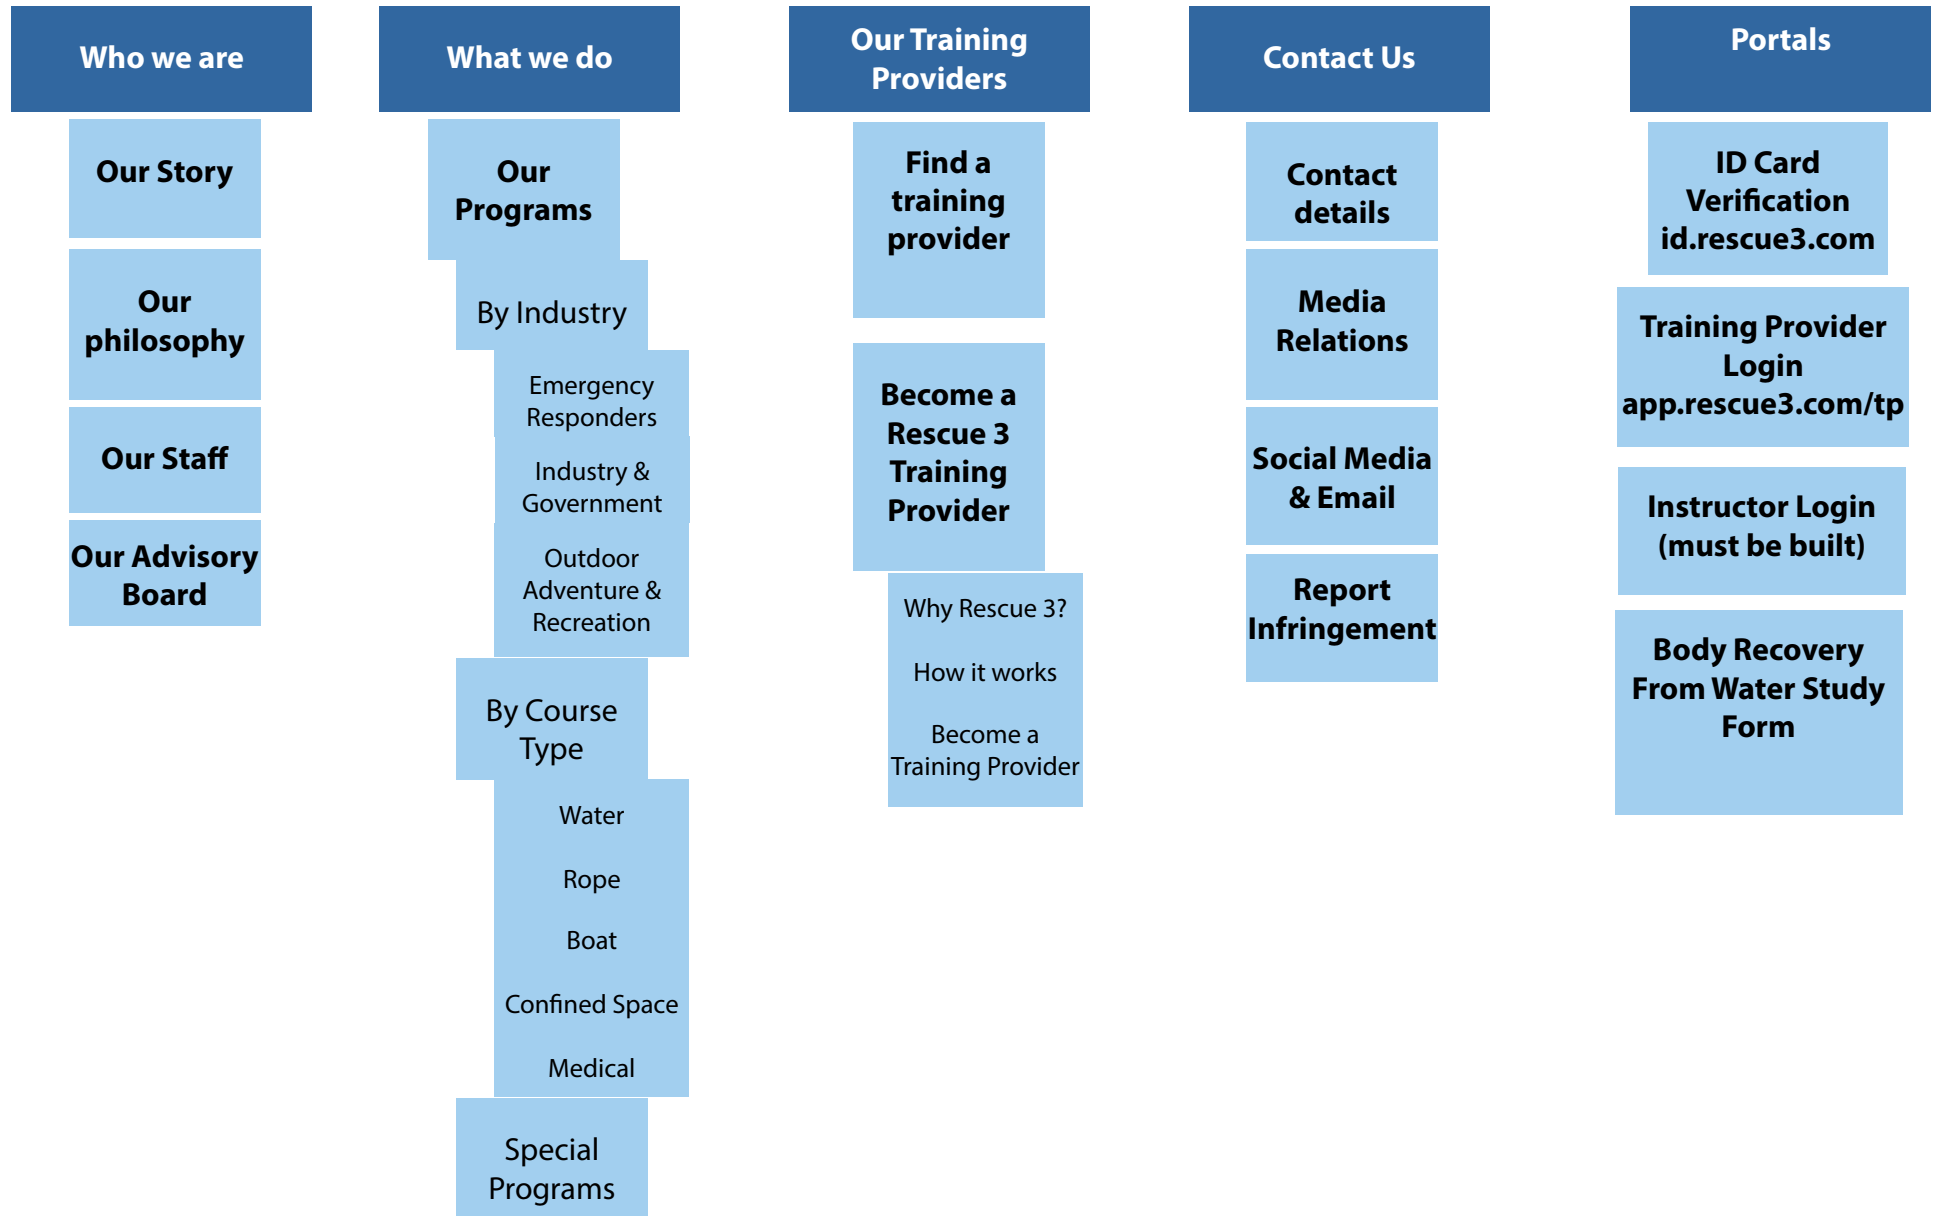 Who we are
Our Story
Our
philosophy
Our Staff
Our Advisory
Board
What we do
Our
Programs
By Industry
Emergency
Responders
Industry &
Government
Outdoor
Adventure &
Recreation
By Course
Type
Water
Rope
Boat
Confined Space
Medical
Special
Programs
Our Training
Providers
Find a
training
provider
Become a
Rescue 3
Training
Provider
Why Rescue 3?
How it works
Become a
Training Provider
Contact Us
Contact
details
Media
Relations
Social Media
& Email
Report
Infringement
Portals
ID Card
Verification
id.rescue3.com
Training Provider
Login
app.rescue3.com/tp
Instructor Login
(must be built)
Body Recovery
From Water Study
Form